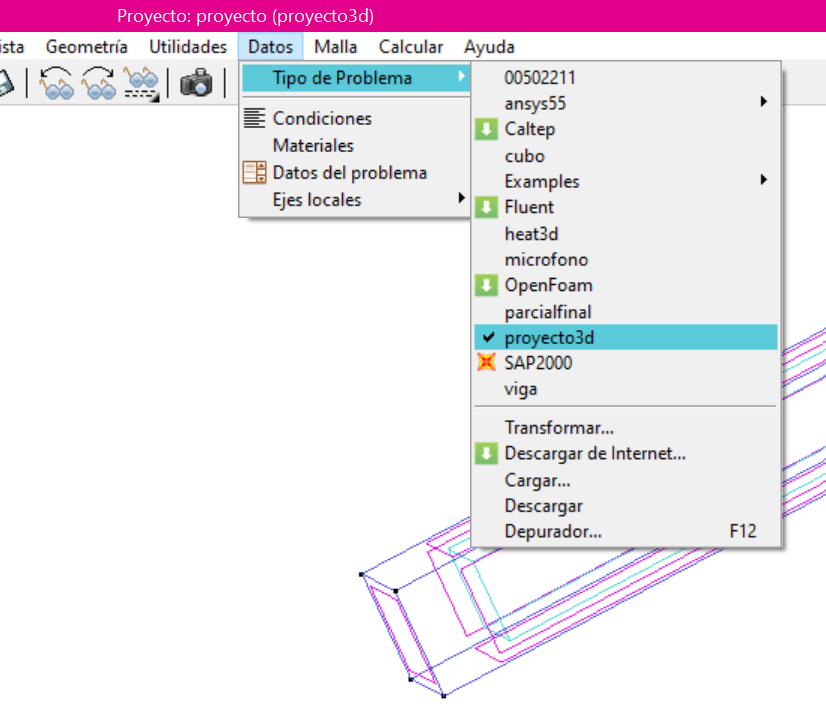 Proyecto: proyecto (proyecto3d)
ista Geometría Utilidades Datos Malla Calcular Ayuda
Tipo de Problema
Condiciones
Materiales
Datos del problema
Ejes locales
00502211
ansys55
Caltep
cubo
Examples
Fluent
heat3d
microfono
OpenFoam
parcialfinal
proyecto3d
SAP2000
viga
Transformar...
Descargar de Internet...
Cargar...
Descargar
Depurador... F12